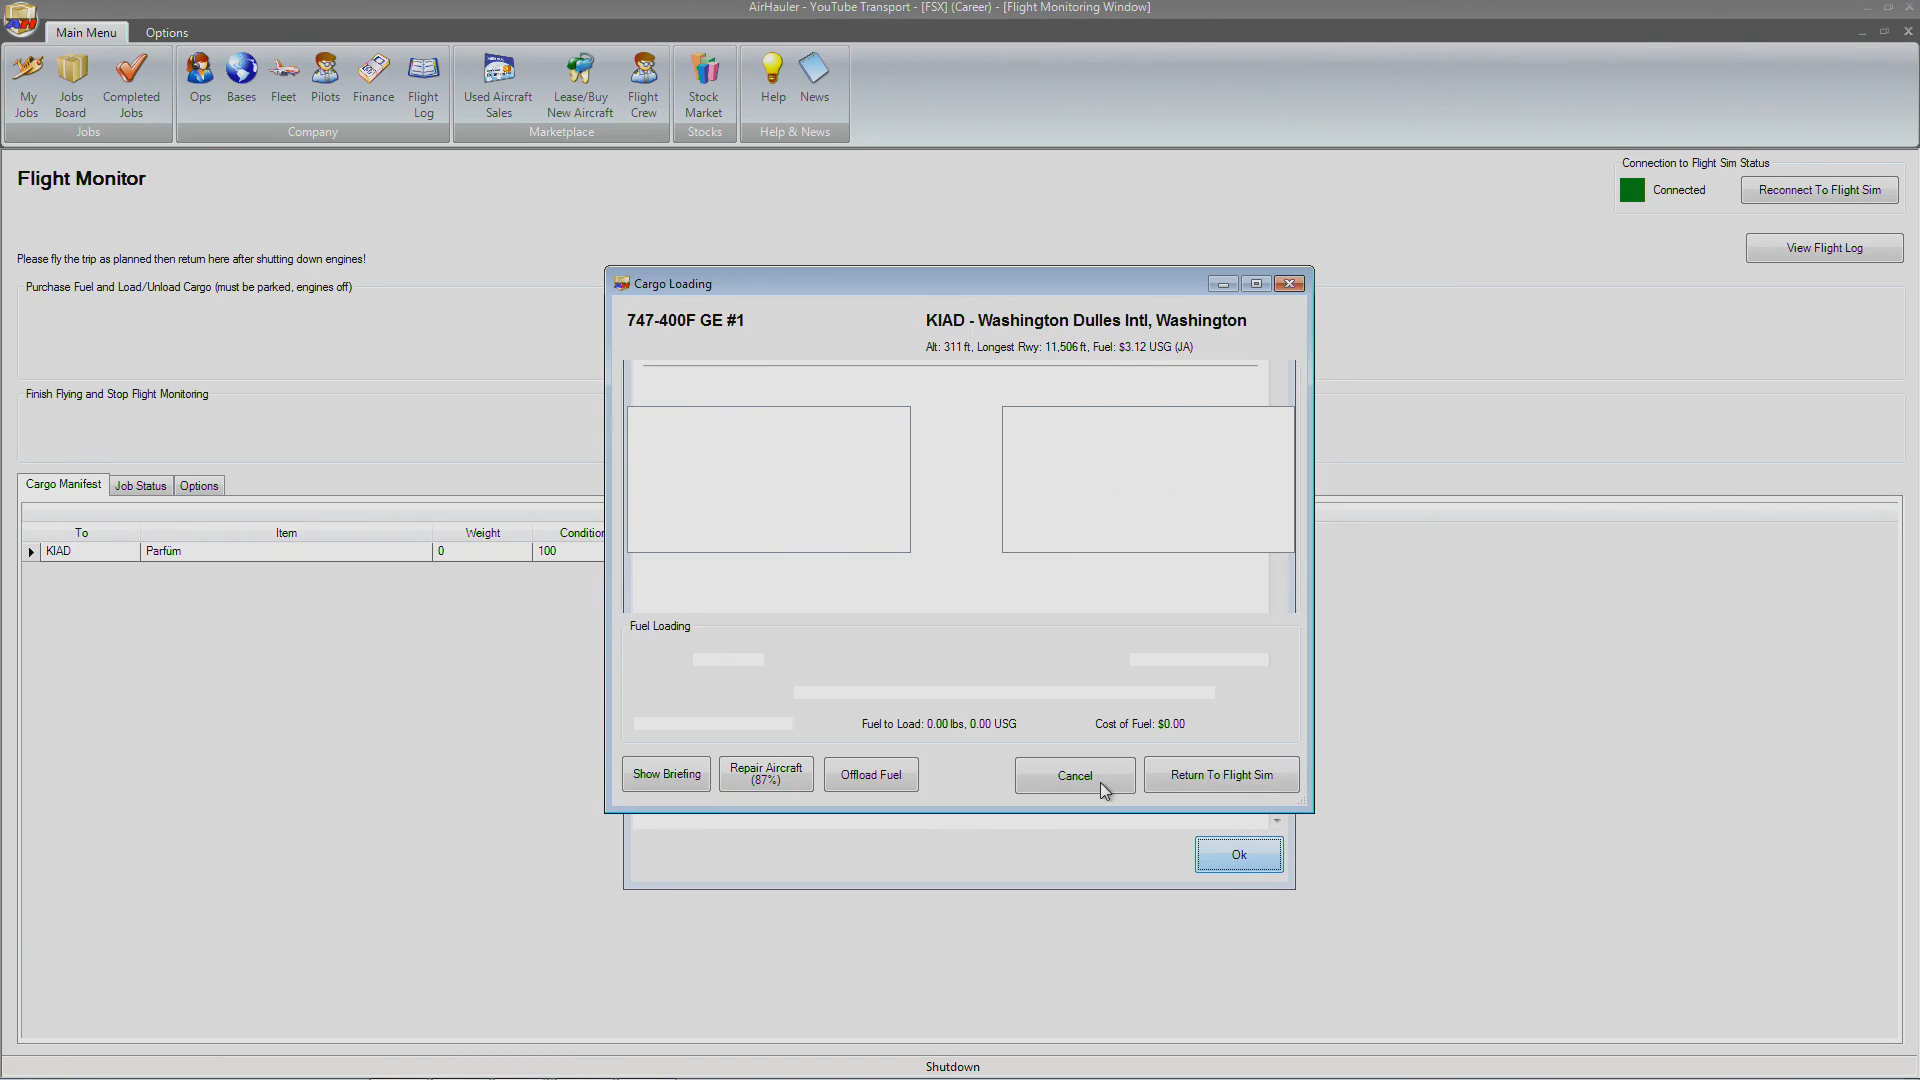 AirHauler - YouTube Transport - [FSX] (Career) - [Flight Monitoring Window]
Main Menu
Options
My Jobs
Jobs Board
Completed Jobs
Ops
Bases
Fleet
Pilots
Finance
Flight Log
Used Aircraft Sales
Lease/Buy New Aircraft
Flight Crew
Stock Market
Help
News
Jobs
Company
Marketplace
Stocks
Help & News
Flight Monitor
Connection to Flight Sim Status
Connected
Reconnect To Flight Sim
View Flight Log
Please fly the trip as planned then return here after shutting down engines!
Purchase Fuel and Load/Unload Cargo (must be parked, engines off)
Finish Flying and Stop Flight Monitoring
Cargo Manifest
Job Status
Options
To
Item
Weight
Condition
KIAD
Parfüm
0
100
Cargo Loading
747-400F GE #1
KIAD - Washington Dulles Intl, Washington
Alt: 311 ft, Longest Rwy: 11,506 ft, Fuel: $3.12 USG (JA)
Fuel Loading
Fuel to Load: 0.00 lbs, 0.00 USG
Cost of Fuel: $0.00
Show Briefing
Repair Aircraft
(87%)
Offload Fuel
Cancel
Return To Flight Sim
Ok
Shutdown